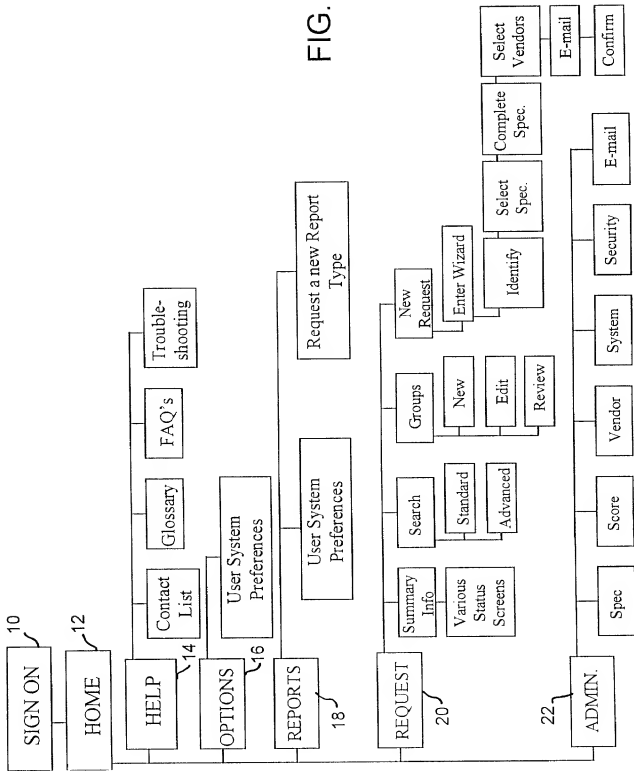 SIGN ON
10
HOME
12
HELP
14
Contact
List
Glossary
FAQ's
Trouble-
shooting
OPTIONS
16
User System
Preferences
REPORTS
18
User System
Preferences
Request a new Report
Type
FIG.
REQUEST
20
Summary
Info
Various
Status
Screens
Search
Standard
Advanced
Groups
New
Edit
Review
New
Request
Enter Wizard
Identify
Select
Spec.
Complete
Spec.
Select
Vendors
E-mail
Confirm
ADMIN.
22
Spec
Score
Vendor
System
Security
E-mail